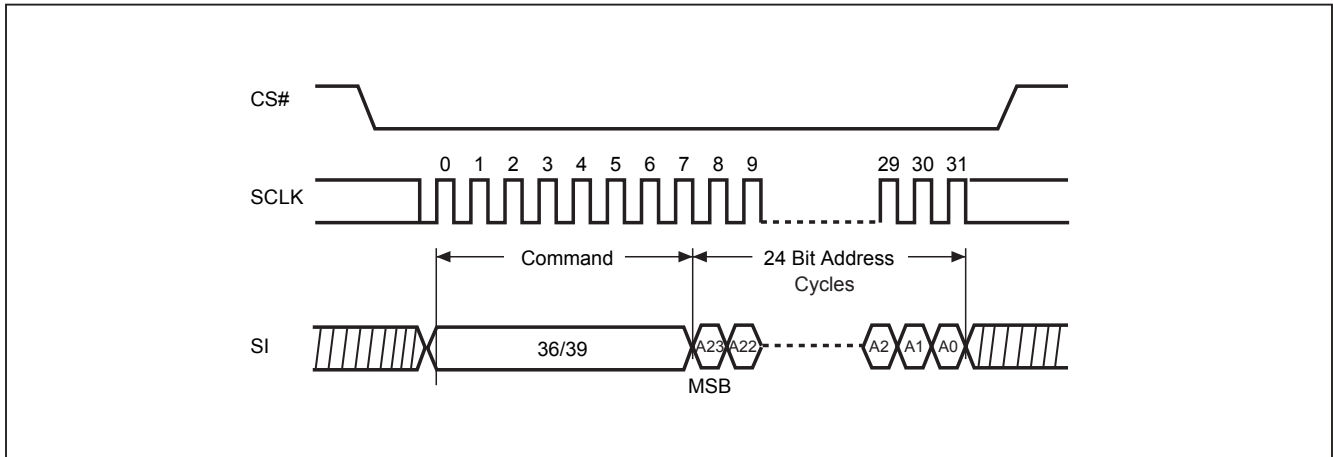 CS#
0 1 2 3 4 5 6 7 8 9 29 30 31
SCLK
Command 24 Bit Address
Cycles
SI 36/39 A23 A22 A2 A1 A0
MSB